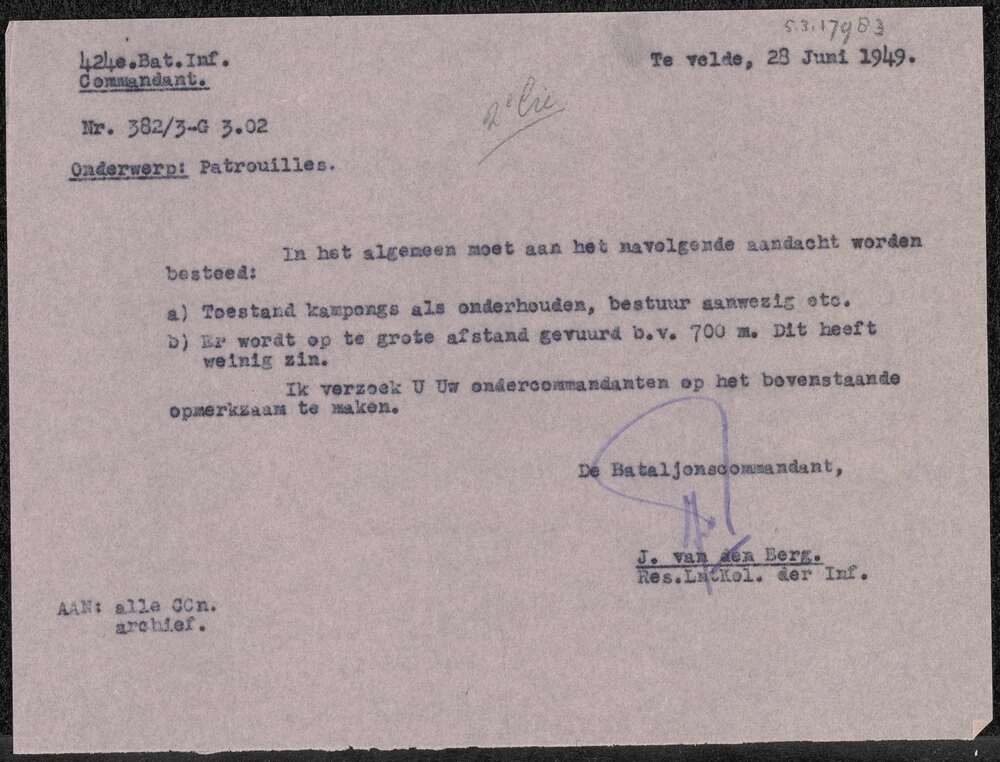 5.3.17983
424e.Bat.Inf.
Te velde, 28 Juni 1949.
Commandant.
2e Cie
Nr. 382/3-G 3.02
Onderwerp: Patrouilles.
In het algemeen moet aan het navolgende aandacht worden
besteed:
a) Toestand kampongs als onderhouden, bestuur aanwezig etc.
b) Er wordt op te grote afstand gevuurd b.v. 700 m. Dit heeft
weinig zin.
Ik verzoek U Uw ondercommandanten op het bovenstaande
opmerkzaam te maken.
De Bataljonscommandant,
J. van den Berg.
Res.LntKol. der Inf.
AAN: alle CCn.
archief.